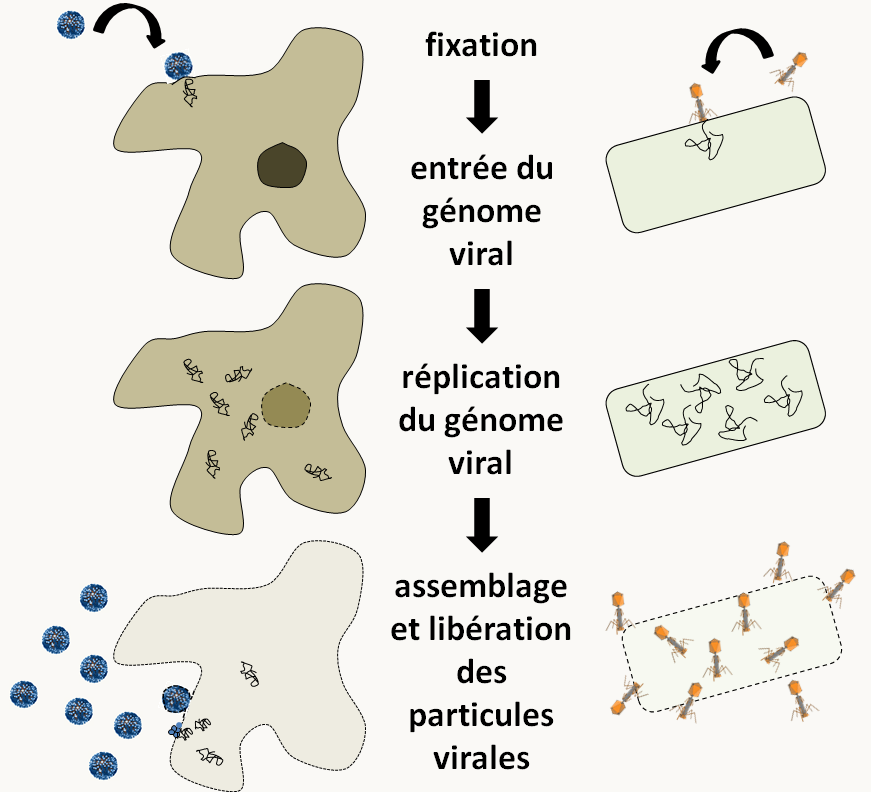 fixation
entrée du
génome
viral
réplication
du génome
viral
assemblage
et libération
des
particules
virales